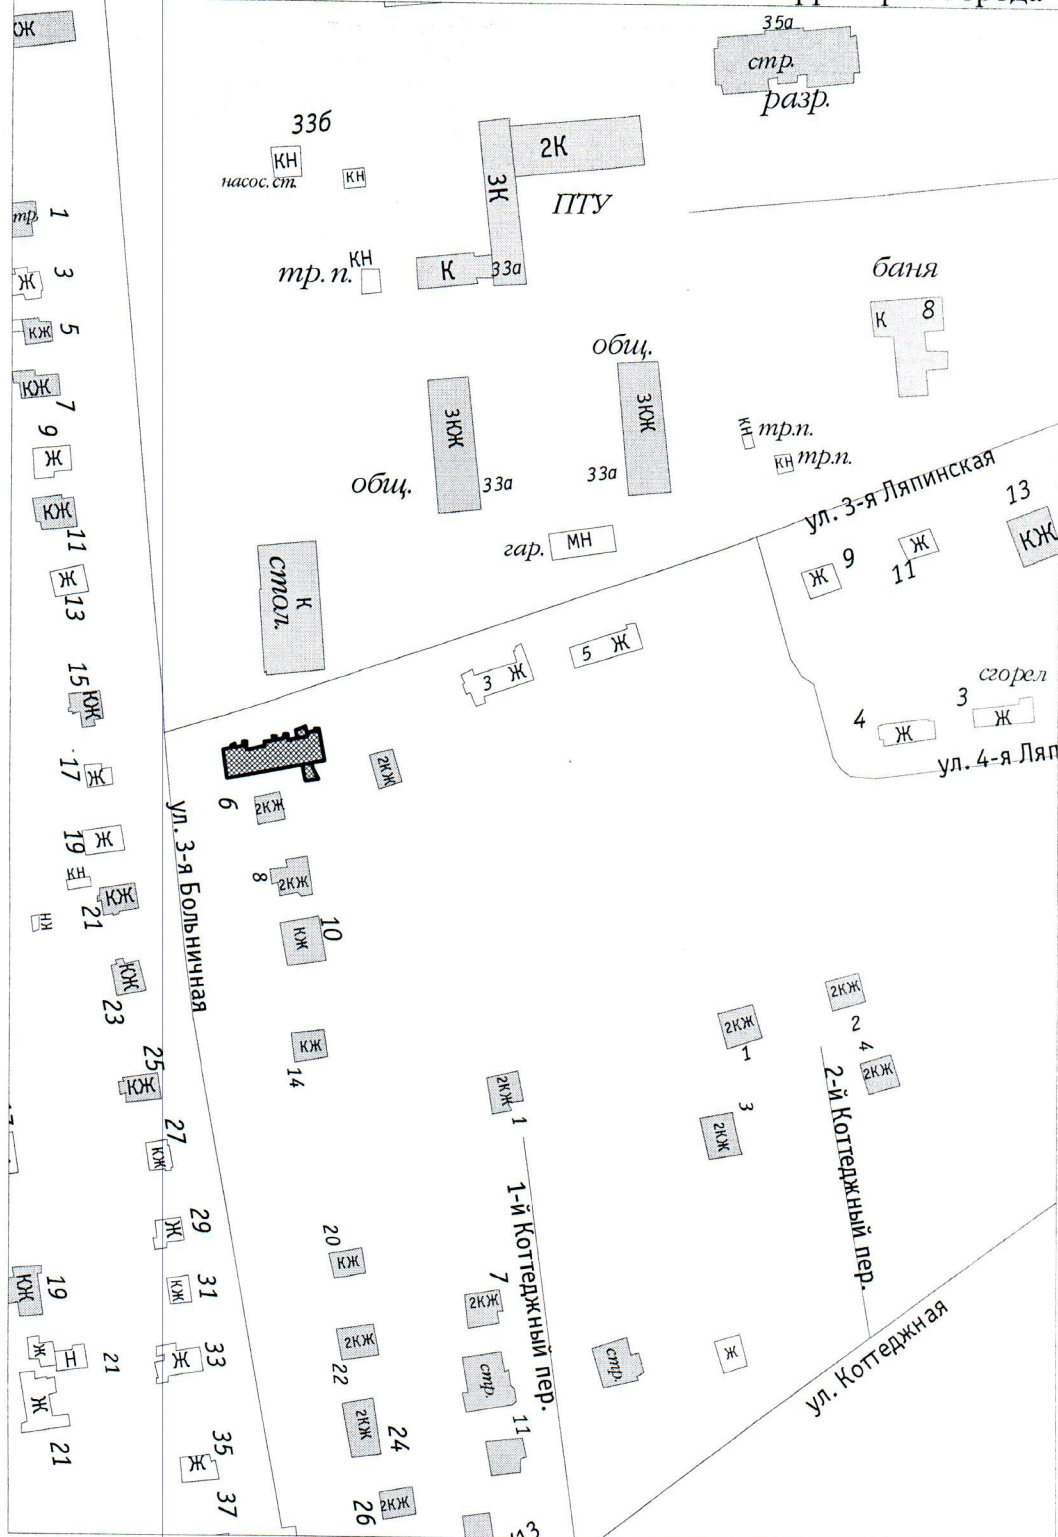 35а
КЖ
стр.
разр.
33б
КН
насос. ст.
КН
2К
3К
ПТУ
КН
тр. п.
К
33а
баня
К
8
общ.
3КЖ
33а
3КЖ
33а
общ.
КН
тр.п.
КН
тр.п.
ул. 3-я Ляпинская
13
КЖ
9
Ж
11
Ж
гар.
МН
К
стол.
1
3
Ж
5
КЖ
КЖ
7
9
Ж
КЖ
11
Ж
13
15
КЖ
17
Ж
19
Ж
КН
КЖ
21
КН
КЖ
23
3
Ж
5
Ж
сгорел
3
Ж
4
Ж
ул. 4-я Ляп
2КЖ
6
2КЖ
8
2КЖ
10
КЖ
ул. 3-я Больничная
КЖ
14
25
КЖ
27
КЖ
29
Ж
31
КЖ
33
Ж
35
Ж
37
19
КЖ
Ж
Н
21
Ж
21
2КЖ
2
2КЖ
1
4
2КЖ
3
2КЖ
2-й Коттеджный пер.
2КЖ
1
1-й Коттеджный пер.
20
КЖ
7
2КЖ
2КЖ
22
стр.
стр.
Ж
ул. Коттеджная
2КЖ
24
11
2КЖ
26